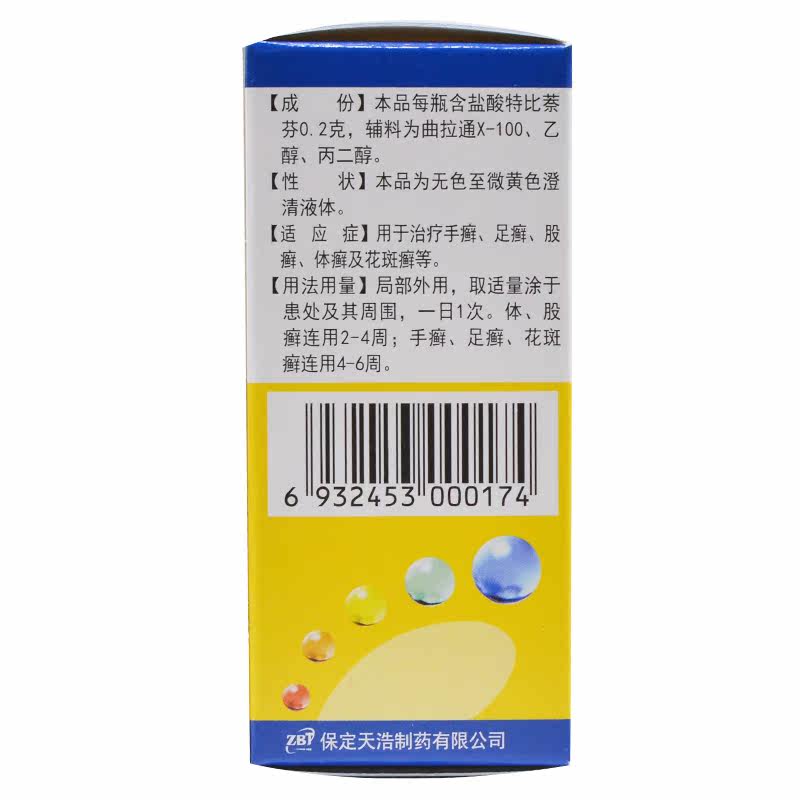 【成 份】本品每瓶含盐酸特比萘
芬0.2克，辅料为曲拉通X-100、乙
醇、丙二醇。
【性 状】本品为无色至微黄色澄
清液体。
【适 应 症】用于治疗手癣、足癣、股
癣、体癣及花斑癣等。
【用法用量】局部外用，取适量涂于
患处及其周围，一日1次。体、股
癣连用2-4周；手癣、足癣、花斑
癣连用4-6周。
6 932453 000174
ZBT 保定天浩制药有限公司